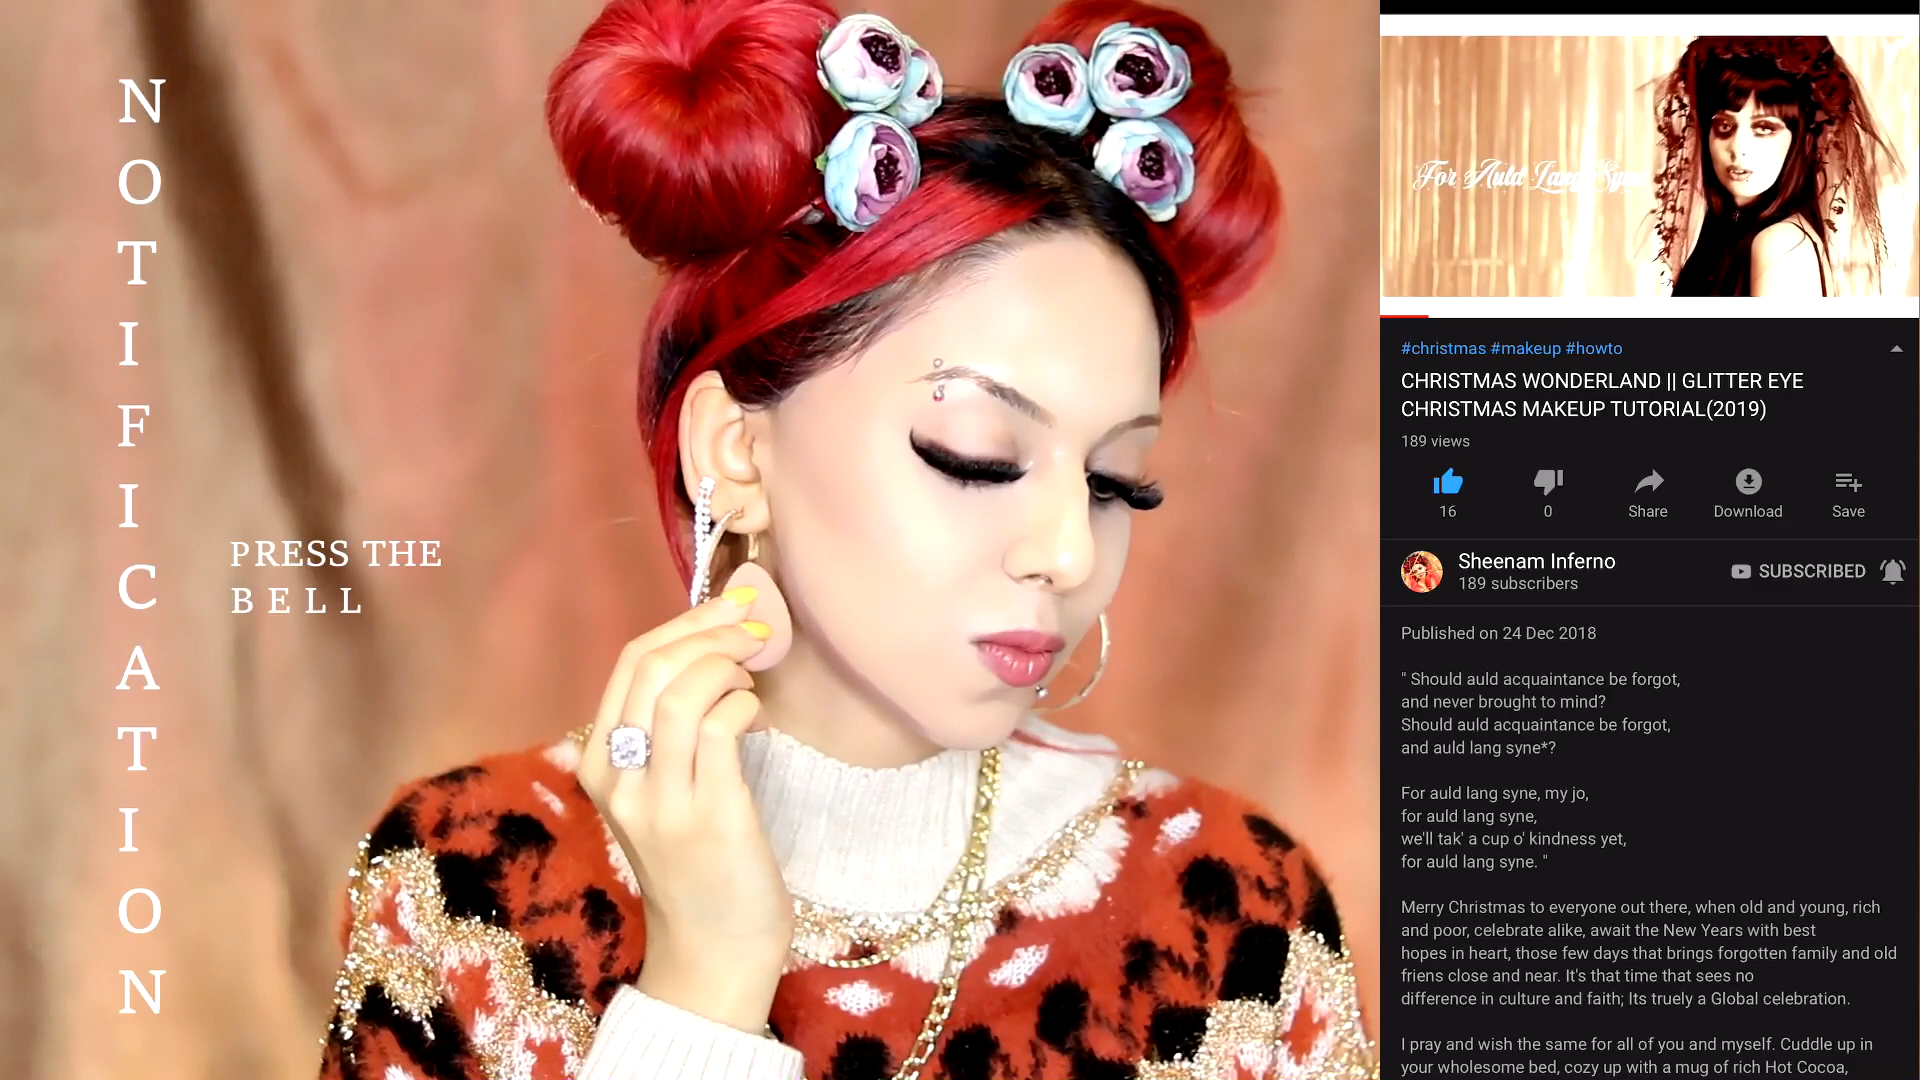 NOTIFICATION
PRESS THE
BELL
For Auld Lang Syne
#christmas #makeup #howto
CHRISTMAS WONDERLAND || GLITTER EYE
CHRISTMAS MAKEUP TUTORIAL(2019)
189 views
16
0
Share
Download
Save
Sheenam Inferno
189 subscribers
SUBSCRIBED
Published on 24 Dec 2018
" Should auld acquaintance be forgot,
and never brought to mind?
Should auld acquaintance be forgot,
and auld lang syne*?
For auld lang syne, my jo,
for auld lang syne,
we'll tak' a cup o' kindness yet,
for auld lang syne. "
Merry Christmas to everyone out there, when old and young, rich
and poor, celebrate alike, await the New Years with best
hopes in heart, those few days that brings forgotten family and old
friens close and near. It's that time that sees no
difference in culture and faith; Its truely a Global celebration.
I pray and wish the same for all of you and myself. Cuddle up in
your wholesome bed, cozy up with a mug of rich Hot Cocoa,